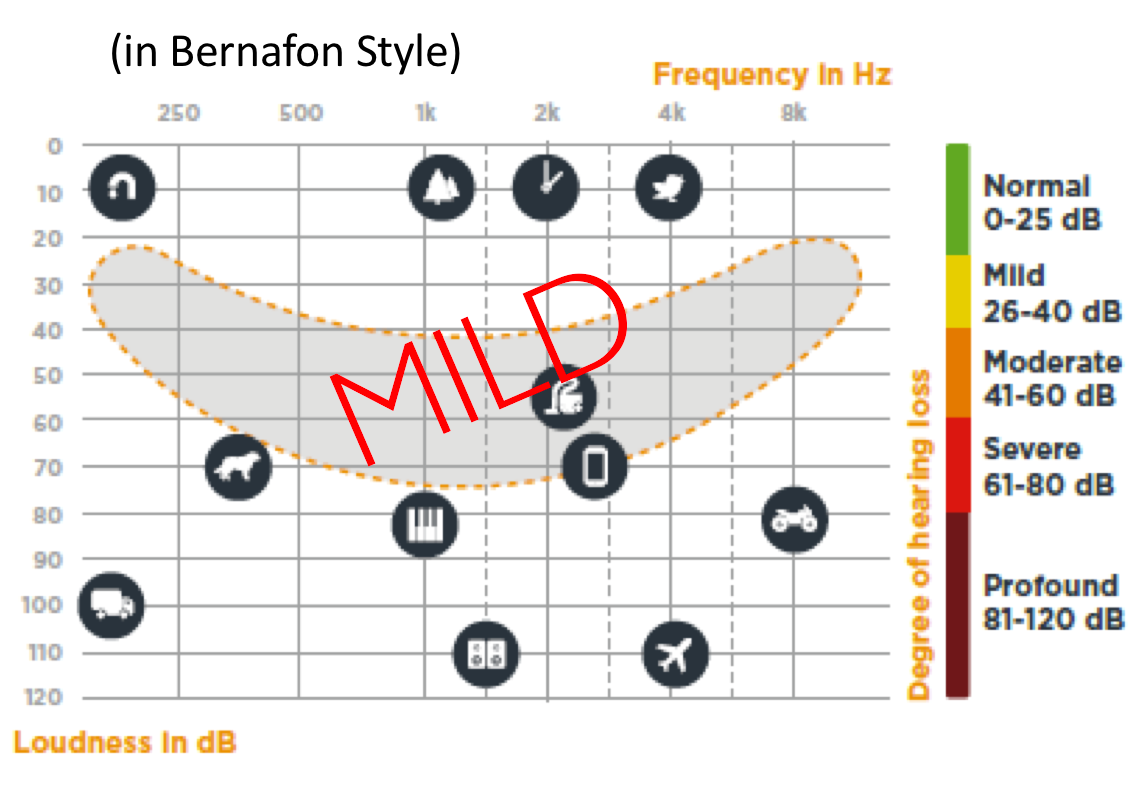 (in Bernafon Style)
Frequency in Hz
250 500 1k 2k 4k 8k
0
10
20
30
40
50
60
70
80
90
100
110
120
Loudness in dB
MILD
Degree of hearing loss
Normal
0-25 dB
Mild
26-40 dB
Moderate
41-60 dB
Severe
61-80 dB
Profound
81-120 dB